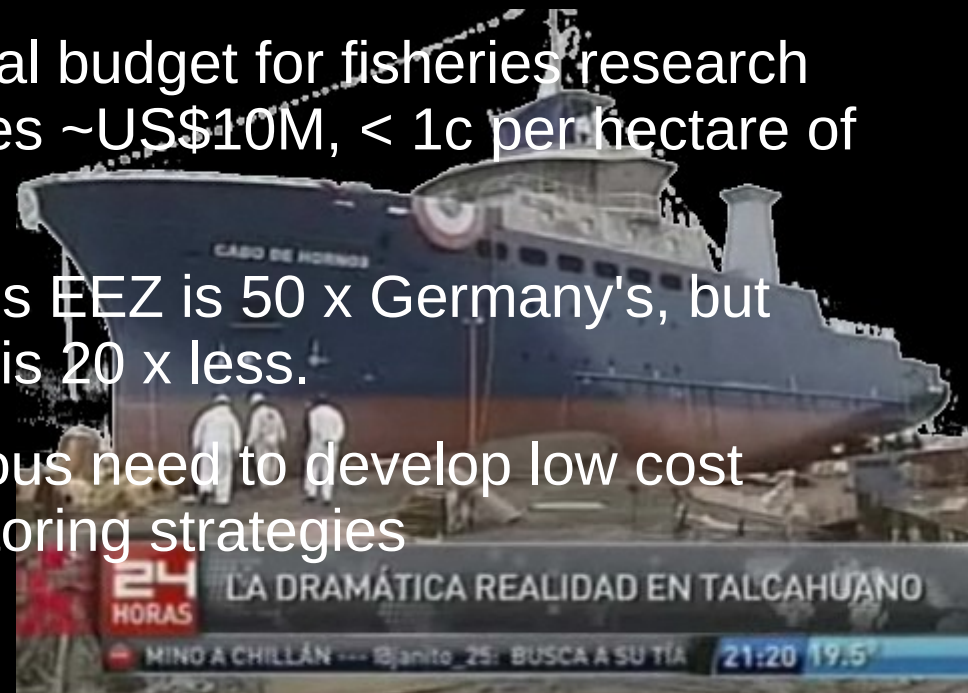 al budget for fisheries research
es ~US$10M, < 1c per hectare of
CABO DE HORNOS
s EEZ is 50 x Germany's, but
is 20 x less.
ous need to develop low cost
oring strategies
24
HORAS
LA DRAMÁTICA REALIDAD EN TALCAHUANO
MINO A CHILLÁN --- @janito_25: BUSCA A SU TÍA
21:20 19.5°